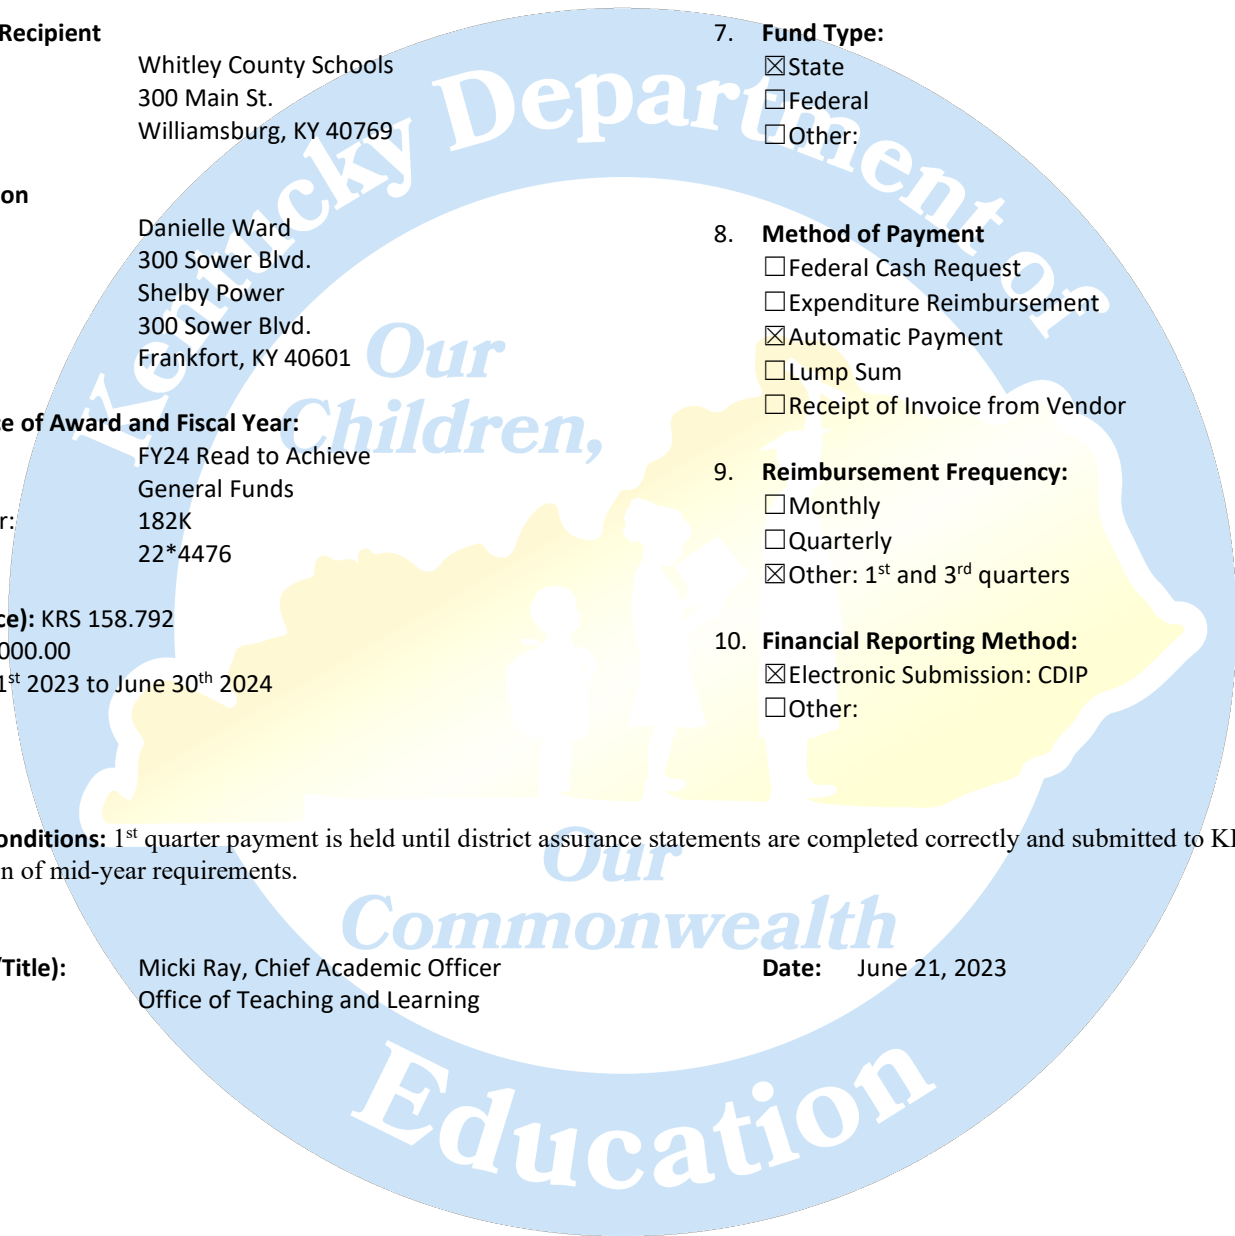 Recipient
Whitley County Schools
300 Main St.
Williamsburg, KY 40769
on
Danielle Ward
300 Sower Blvd.
Shelby Power
300 Sower Blvd.
Frankfort, KY 40601
ce of Award and Fiscal Year:
FY24 Read to Achieve
General Funds
r: 182K
22*4476
ce): KRS 158.792
000.00
1st 2023 to June 30th 2024
7. Fund Type:
☒State
☐Federal
☐Other:
8. Method of Payment
☐Federal Cash Request
☐Expenditure Reimbursement
☒Automatic Payment
☐Lump Sum
☐Receipt of Invoice from Vendor
9. Reimbursement Frequency:
☐Monthly
☐Quarterly
☒Other: 1st and 3rd quarters
10. Financial Reporting Method:
☒Electronic Submission: CDIP
☐Other:
onditions: 1st quarter payment is held until district assurance statements are completed correctly and submitted to K
n of mid-year requirements.
/Title): Micki Ray, Chief Academic Officer
Office of Teaching and Learning
Date: June 21, 2023
Kentucky Department of
Education
Our
Children,
Our
Commonwealth